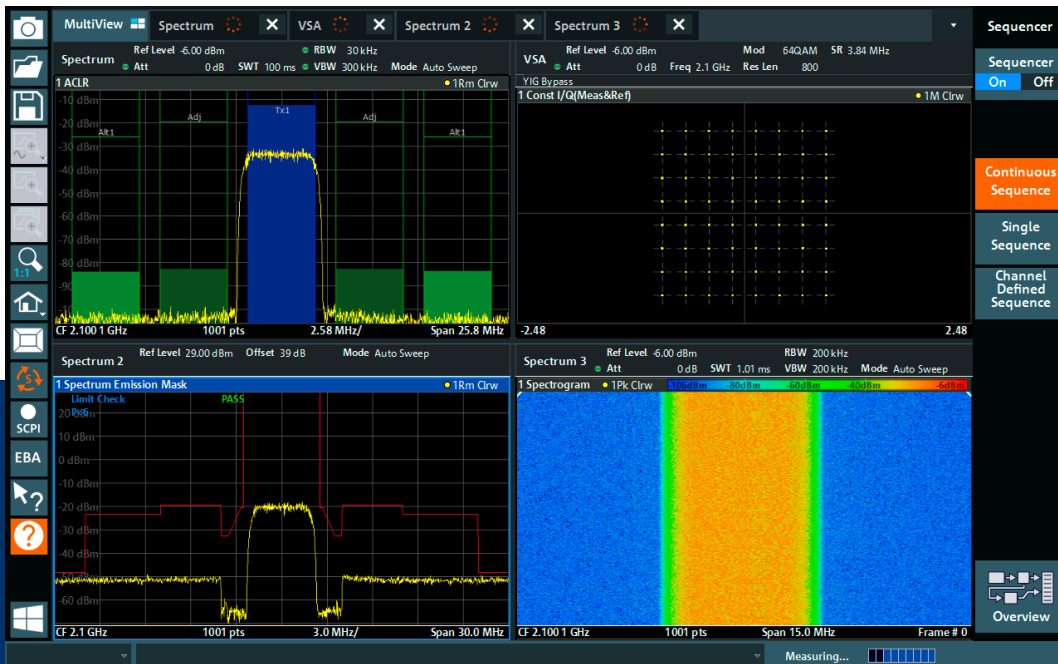 MultiView Spectrum VSA Spectrum 2 Spectrum 3
Sequencer
Sequencer
On Off
Continuous
Sequence
Single
Sequence
Channel
Defined
Sequence
Overview
1:1
S
SCPI
EBA
?
?
Spectrum Ref Level -6.00 dBm RBW 30 kHz
Att 0 dB SWT 100 ms VBW 300 kHz Mode Auto Sweep
1 ACLR 1Rm Clrw
-10 dBm
-20 dBm
-30 dBm
-40 dBm
-50 dBm
-60 dBm
-70 dBm
-80 dBm
Alt1 Adj Tx1 Adj Alt1
CF 2.100 1 GHz 1001 pts 2.58 MHz/ Span 25.8 MHz
VSA Ref Level -6.00 dBm Mod 64QAM SR 3.84 MHz
Att 0 dB Freq 2.1 GHz Res Len 800
YIG Bypass
1 Const I/Q(Meas&Ref) 1M Clrw
-2.48 2.48
Spectrum 2 Ref Level 29.00 dBm Offset 39 dB Mode Auto Sweep
1 Spectrum Emission Mask 1Rm Clrw
Limit Check PASS
20 dBm
10 dBm
0 dBm
-10 dBm
-20 dBm
-30 dBm
-40 dBm
-60 dBm
CF 2.1 GHz 1001 pts 3.0 MHz/ Span 30.0 MHz
Spectrum 3 Ref Level -6.00 dBm RBW 200 kHz
Att 0 dB SWT 1.01 ms VBW 200 kHz Mode Auto Sweep
1 Spectrogram 1Pk Clrw -106dBm -80dBm -60dBm -40dBm -6dBm
CF 2.100 1 GHz 1001 pts Span 15.0 MHz Frame # 0
Measuring...